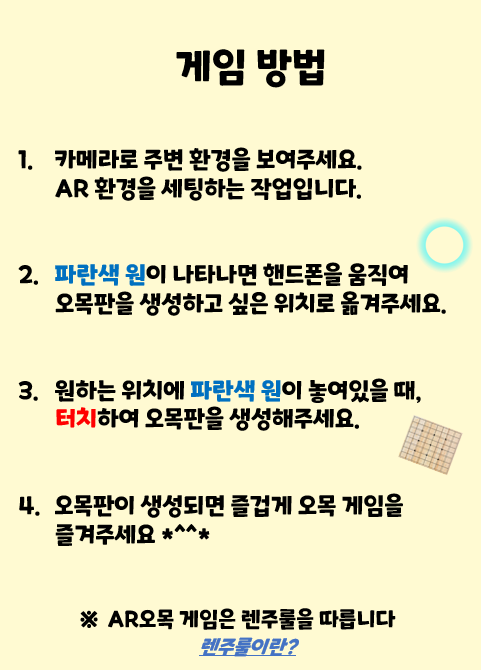 게임 방법
1. 카메라로 주변 환경을 보여주세요.
AR 환경을 세팅하는 작업입니다.
2. 파란색 원이 나타나면 핸드폰을 움직여
오목판을 생성하고 싶은 위치로 옮겨주세요.
3. 원하는 위치에 파란색 원이 놓여있을 때,
터치하여 오목판을 생성해주세요.
4. 오목판이 생성되면 즐겁게 오목 게임을
즐겨주세요 *^^*
※ AR오목 게임은 렌주룰을 따릅니다
렌주룰이란?